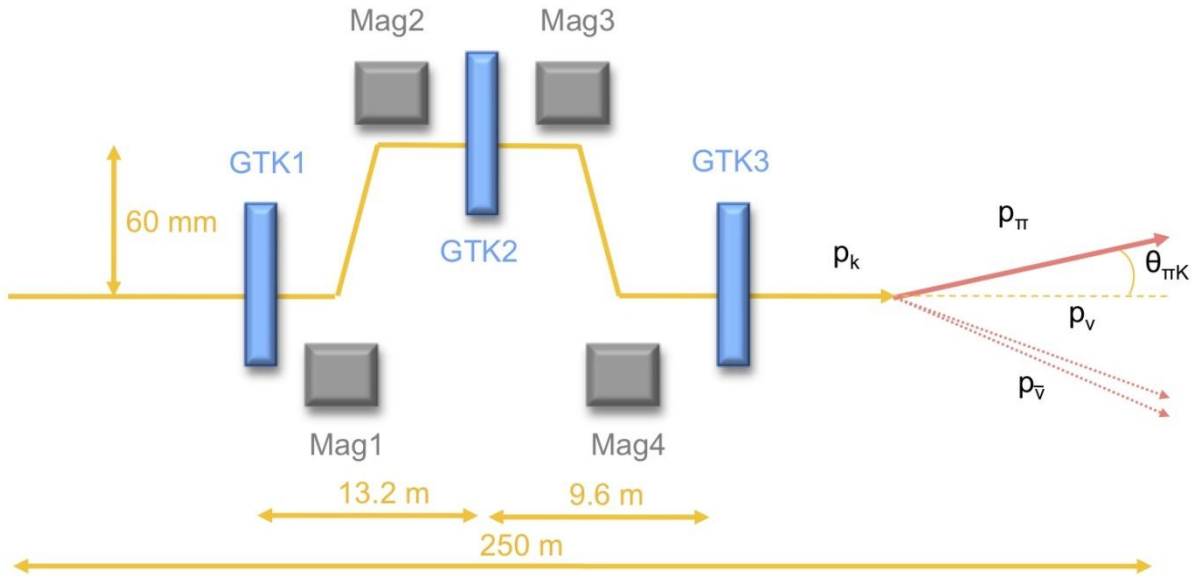 Mag2
Mag3
GTK1
GTK3
60 mm
GTK2
pπ
pk
θπK
pν
pν̅
Mag1
Mag4
13.2 m
9.6 m
250 m